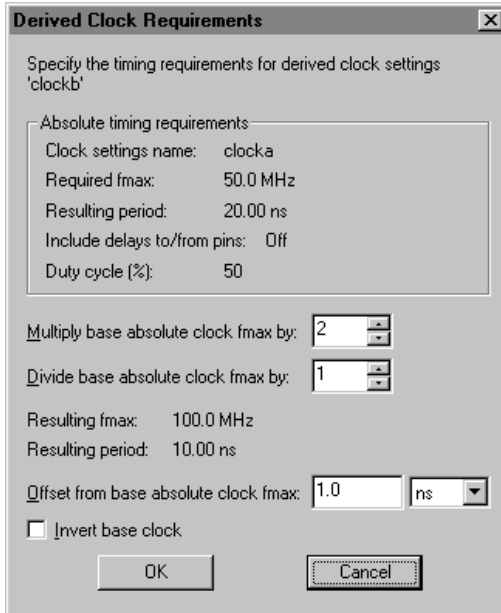 Derived Clock Requirements
Specify the timing requirements for derived clock settings
'clockb'
Absolute timing requirements
Clock settings name: clocka
Required fmax: 50.0 MHz
Resulting period: 20.00 ns
Include delays to/from pins: Off
Duty cycle (%): 50
Multiply base absolute clock fmax by: 2
Divide base absolute clock fmax by: 1
Resulting fmax: 100.0 MHz
Resulting period: 10.00 ns
Offset from base absolute clock fmax: 1.0 ns
Invert base clock
OK Cancel